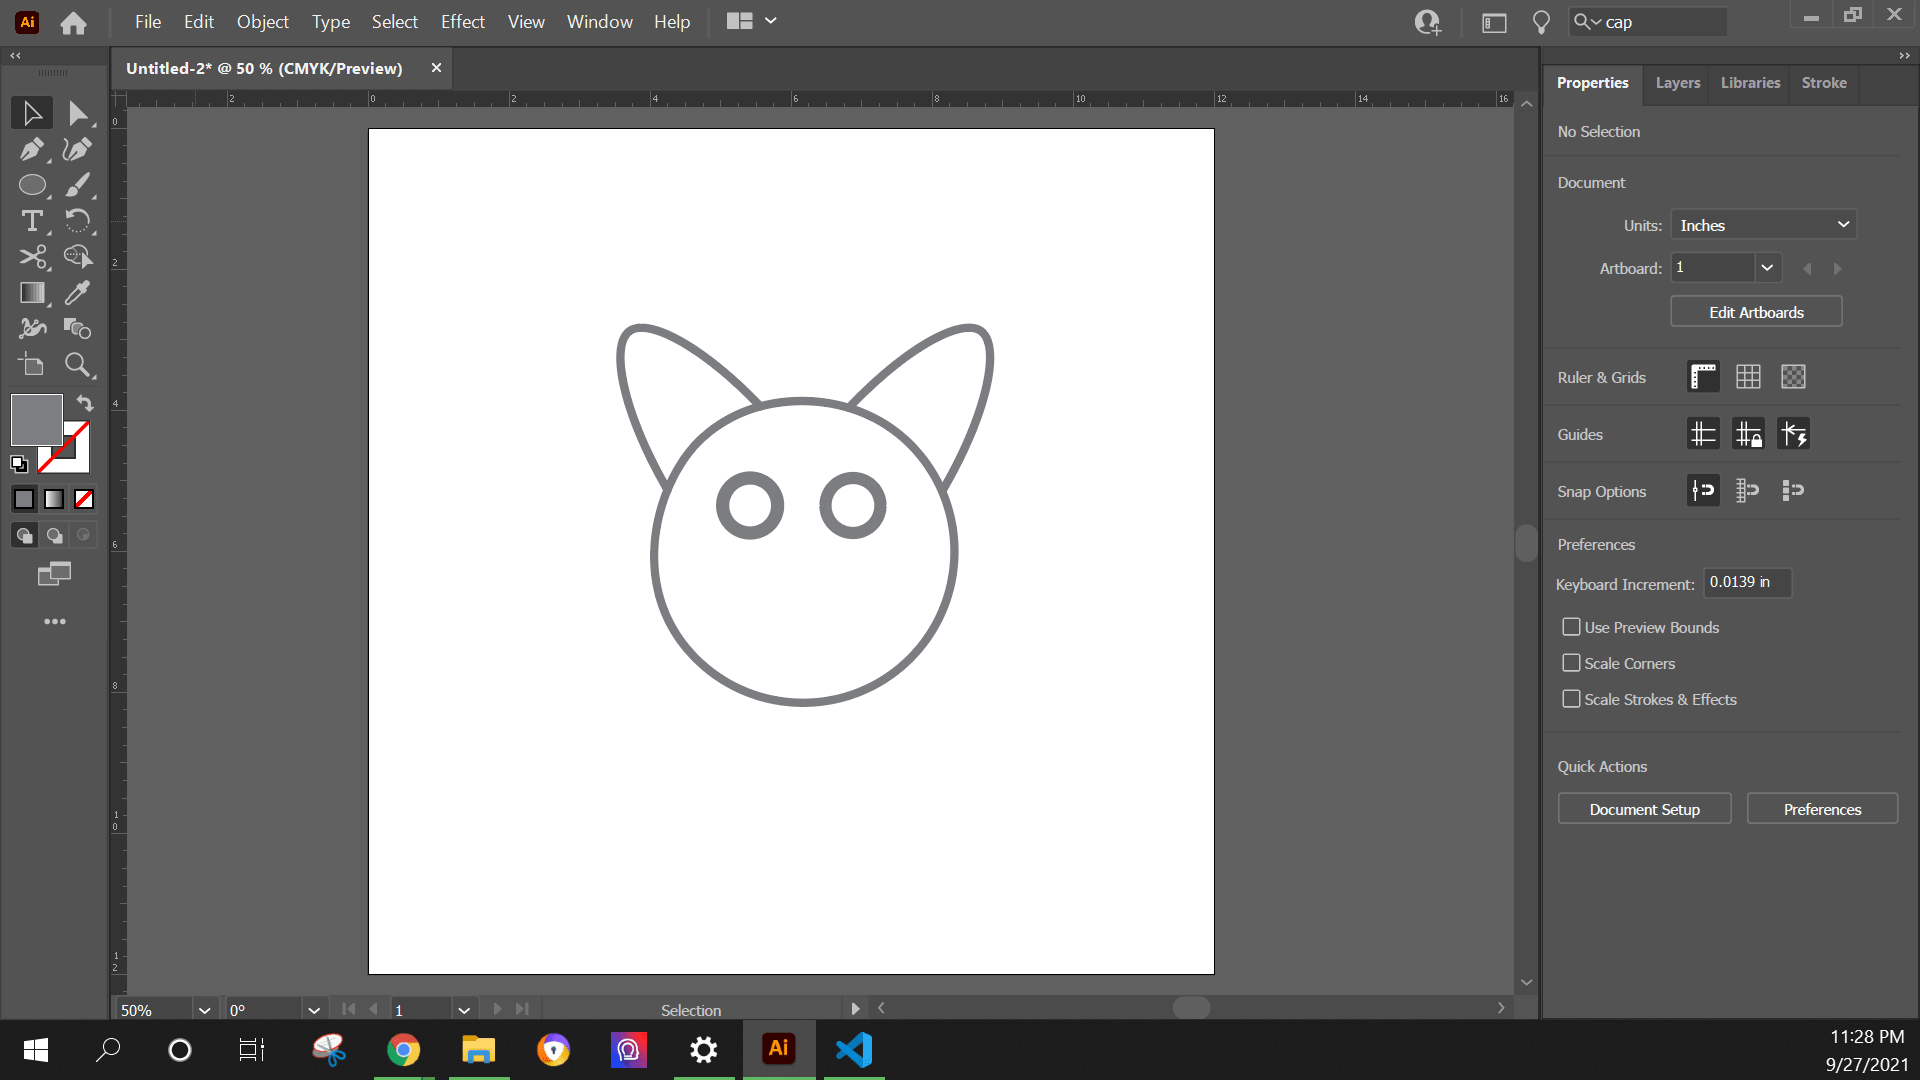 Ai File Edit Object Type Select Effect View Window Help cap
Untitled-2* @ 50 % (CMYK/Preview) ×
Properties Layers Libraries Stroke
2 0 2 4 6 8 10 12 14 16
0
2
4
6
8
10
12
No Selection
Document
Units: Inches
Artboard: 1
Edit Artboards
Ruler & Grids
Guides
Snap Options
Preferences
Keyboard Increment: 0.0139 in
Use Preview Bounds
Scale Corners
Scale Strokes & Effects
Quick Actions
Document Setup Preferences
T
50% 0° 1 Selection
Ai
11:28 PM
9/27/2021